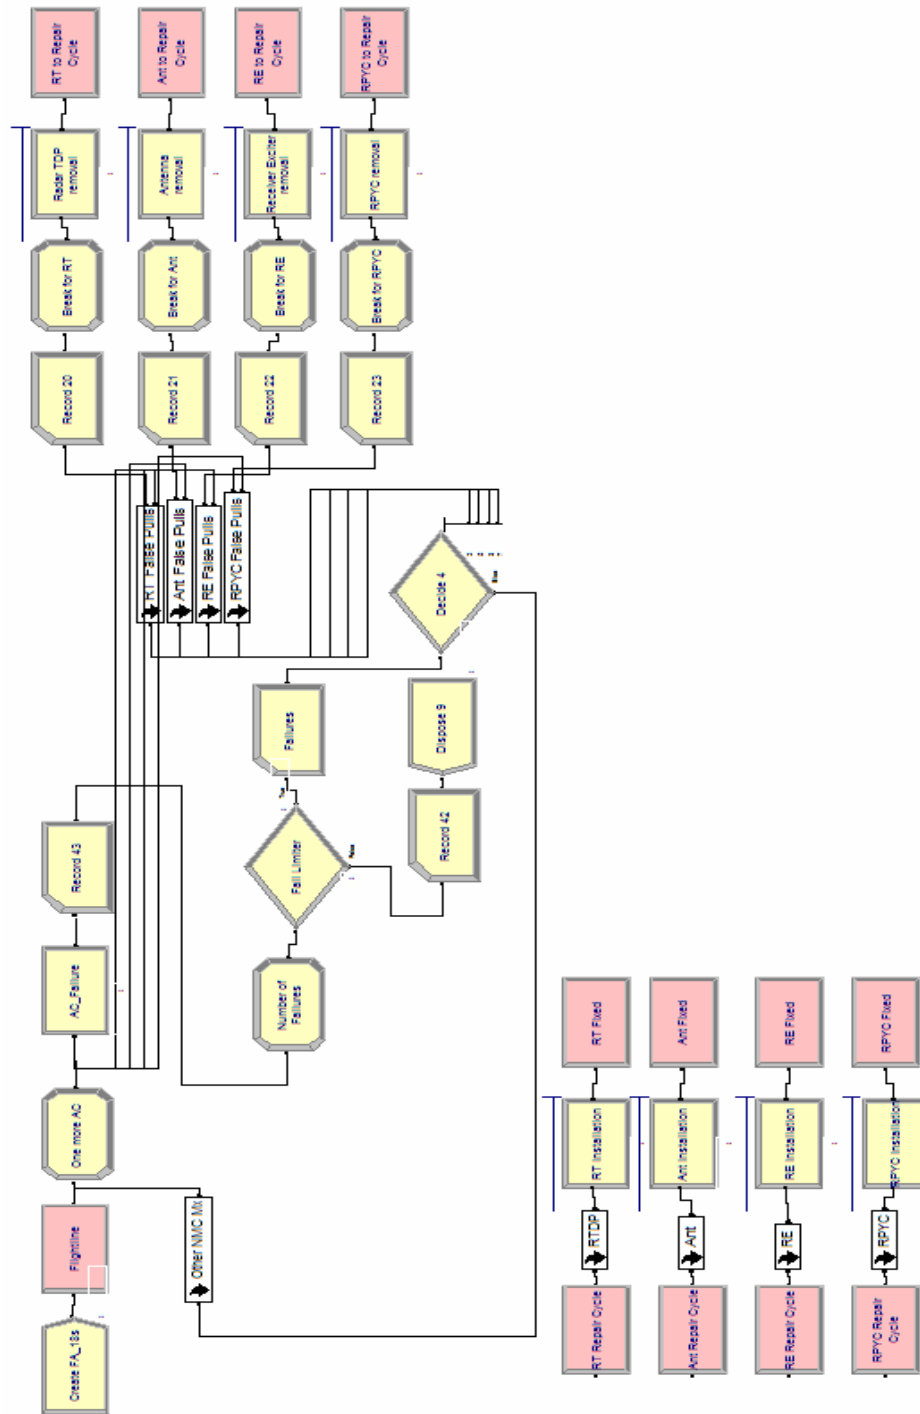 Create FA_18s
Flightline
Other NMC Mx
One more AC
AC_Failure
Record 43
Number of
Failures
Fail Limiter
True
False
Failures
Record 42
Dispose 9
Decide 4
Else
RT False Pulls
Ant False Pulls
RE False Pulls
RPYC False Pulls
Record 20
Break for RT
Radar TDP
removal
RT to Repair
Cycle
Record 21
Break for Ant
Antenna
removal
Ant to Repair
Cycle
Record 22
Break for RE
Receiver Exciter
removal
RE to Repair
Cycle
Record 23
Break for RPYC
RPYC removal
RPYC to Repair
Cycle
RT Repair Cycle
RTDP
RT Installation
RT Fixed
Ant Repair Cycle
Ant
Ant Installation
Ant Fixed
RE Repair Cycle
RE
RE Installation
RE Fixed
RPYC Repair
Cycle
RPYC
RPYC Installation
RPYC Fixed